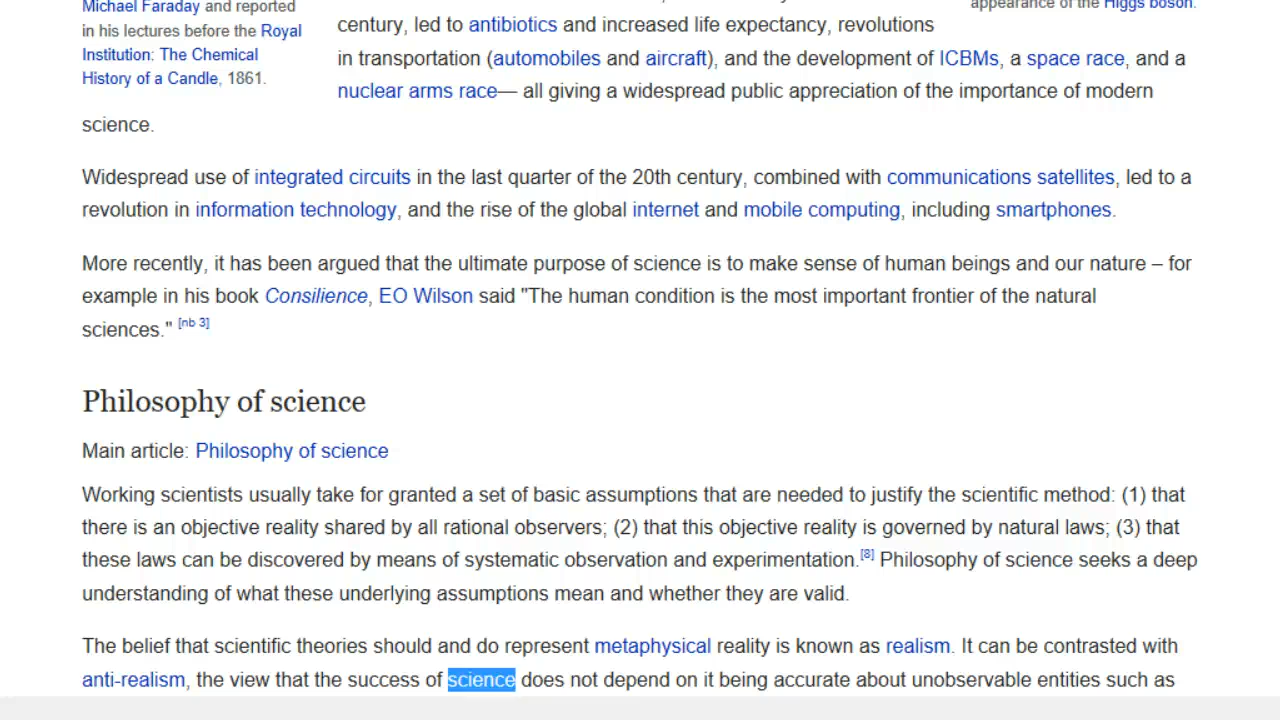 Michael Faraday and reported
in his lectures before the Royal
Institution: The Chemical
History of a Candle, 1861.
appearance of the Higgs boson.
century, led to antibiotics and increased life expectancy, revolutions
in transportation (automobiles and aircraft), and the development of ICBMs, a space race, and a
nuclear arms race— all giving a widespread public appreciation of the importance of modern
science.
Widespread use of integrated circuits in the last quarter of the 20th century, combined with communications satellites, led to a
revolution in information technology, and the rise of the global internet and mobile computing, including smartphones.
More recently, it has been argued that the ultimate purpose of science is to make sense of human beings and our nature – for
example in his book Consilience, EO Wilson said "The human condition is the most important frontier of the natural
sciences." [nb 3]
Philosophy of science
Main article: Philosophy of science
Working scientists usually take for granted a set of basic assumptions that are needed to justify the scientific method: (1) that
there is an objective reality shared by all rational observers; (2) that this objective reality is governed by natural laws; (3) that
these laws can be discovered by means of systematic observation and experimentation.[8] Philosophy of science seeks a deep
understanding of what these underlying assumptions mean and whether they are valid.
The belief that scientific theories should and do represent metaphysical reality is known as realism. It can be contrasted with
anti-realism, the view that the success of science does not depend on it being accurate about unobservable entities such as